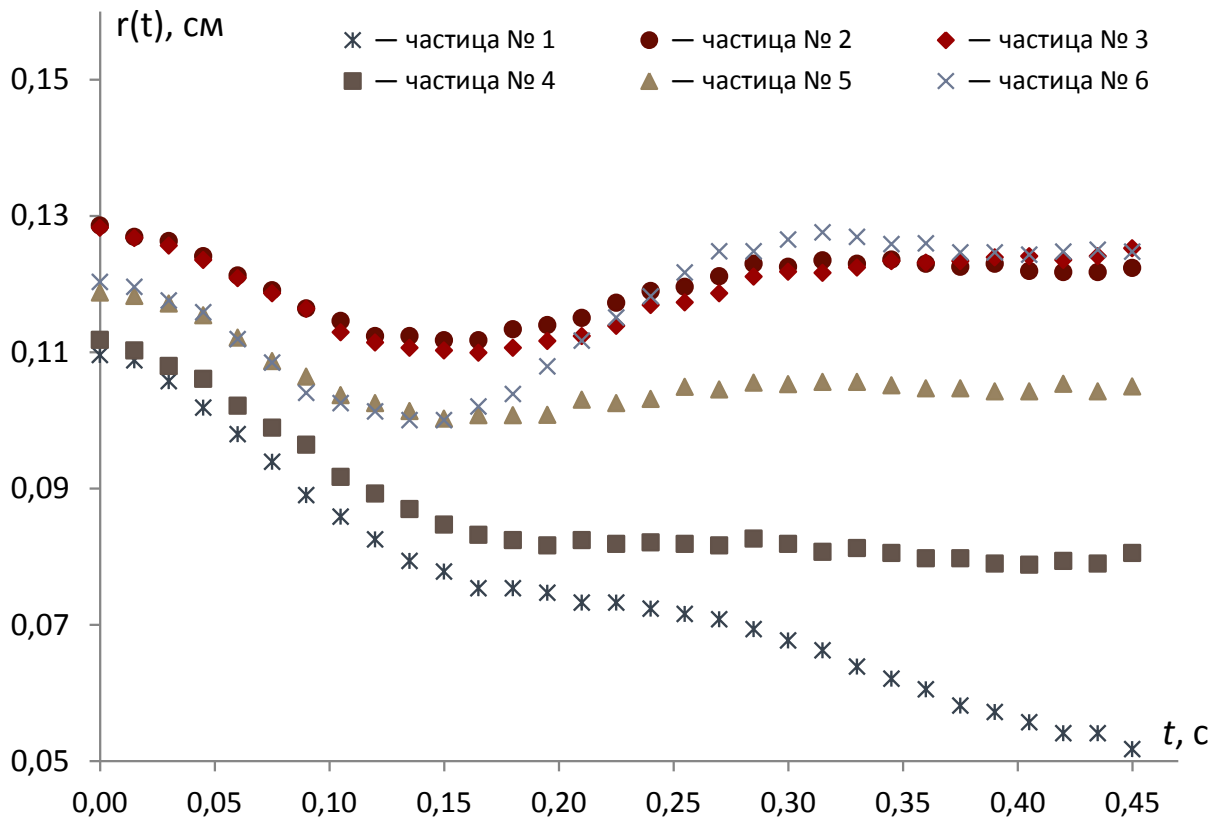 r(t), см
— частица № 1 — частица № 2 — частица № 3
— частица № 4 — частица № 5 — частица № 6
0,15
0,13
0,11
0,09
0,07
0,05
t, с
0,00 0,05 0,10 0,15 0,20 0,25 0,30 0,35 0,40 0,45